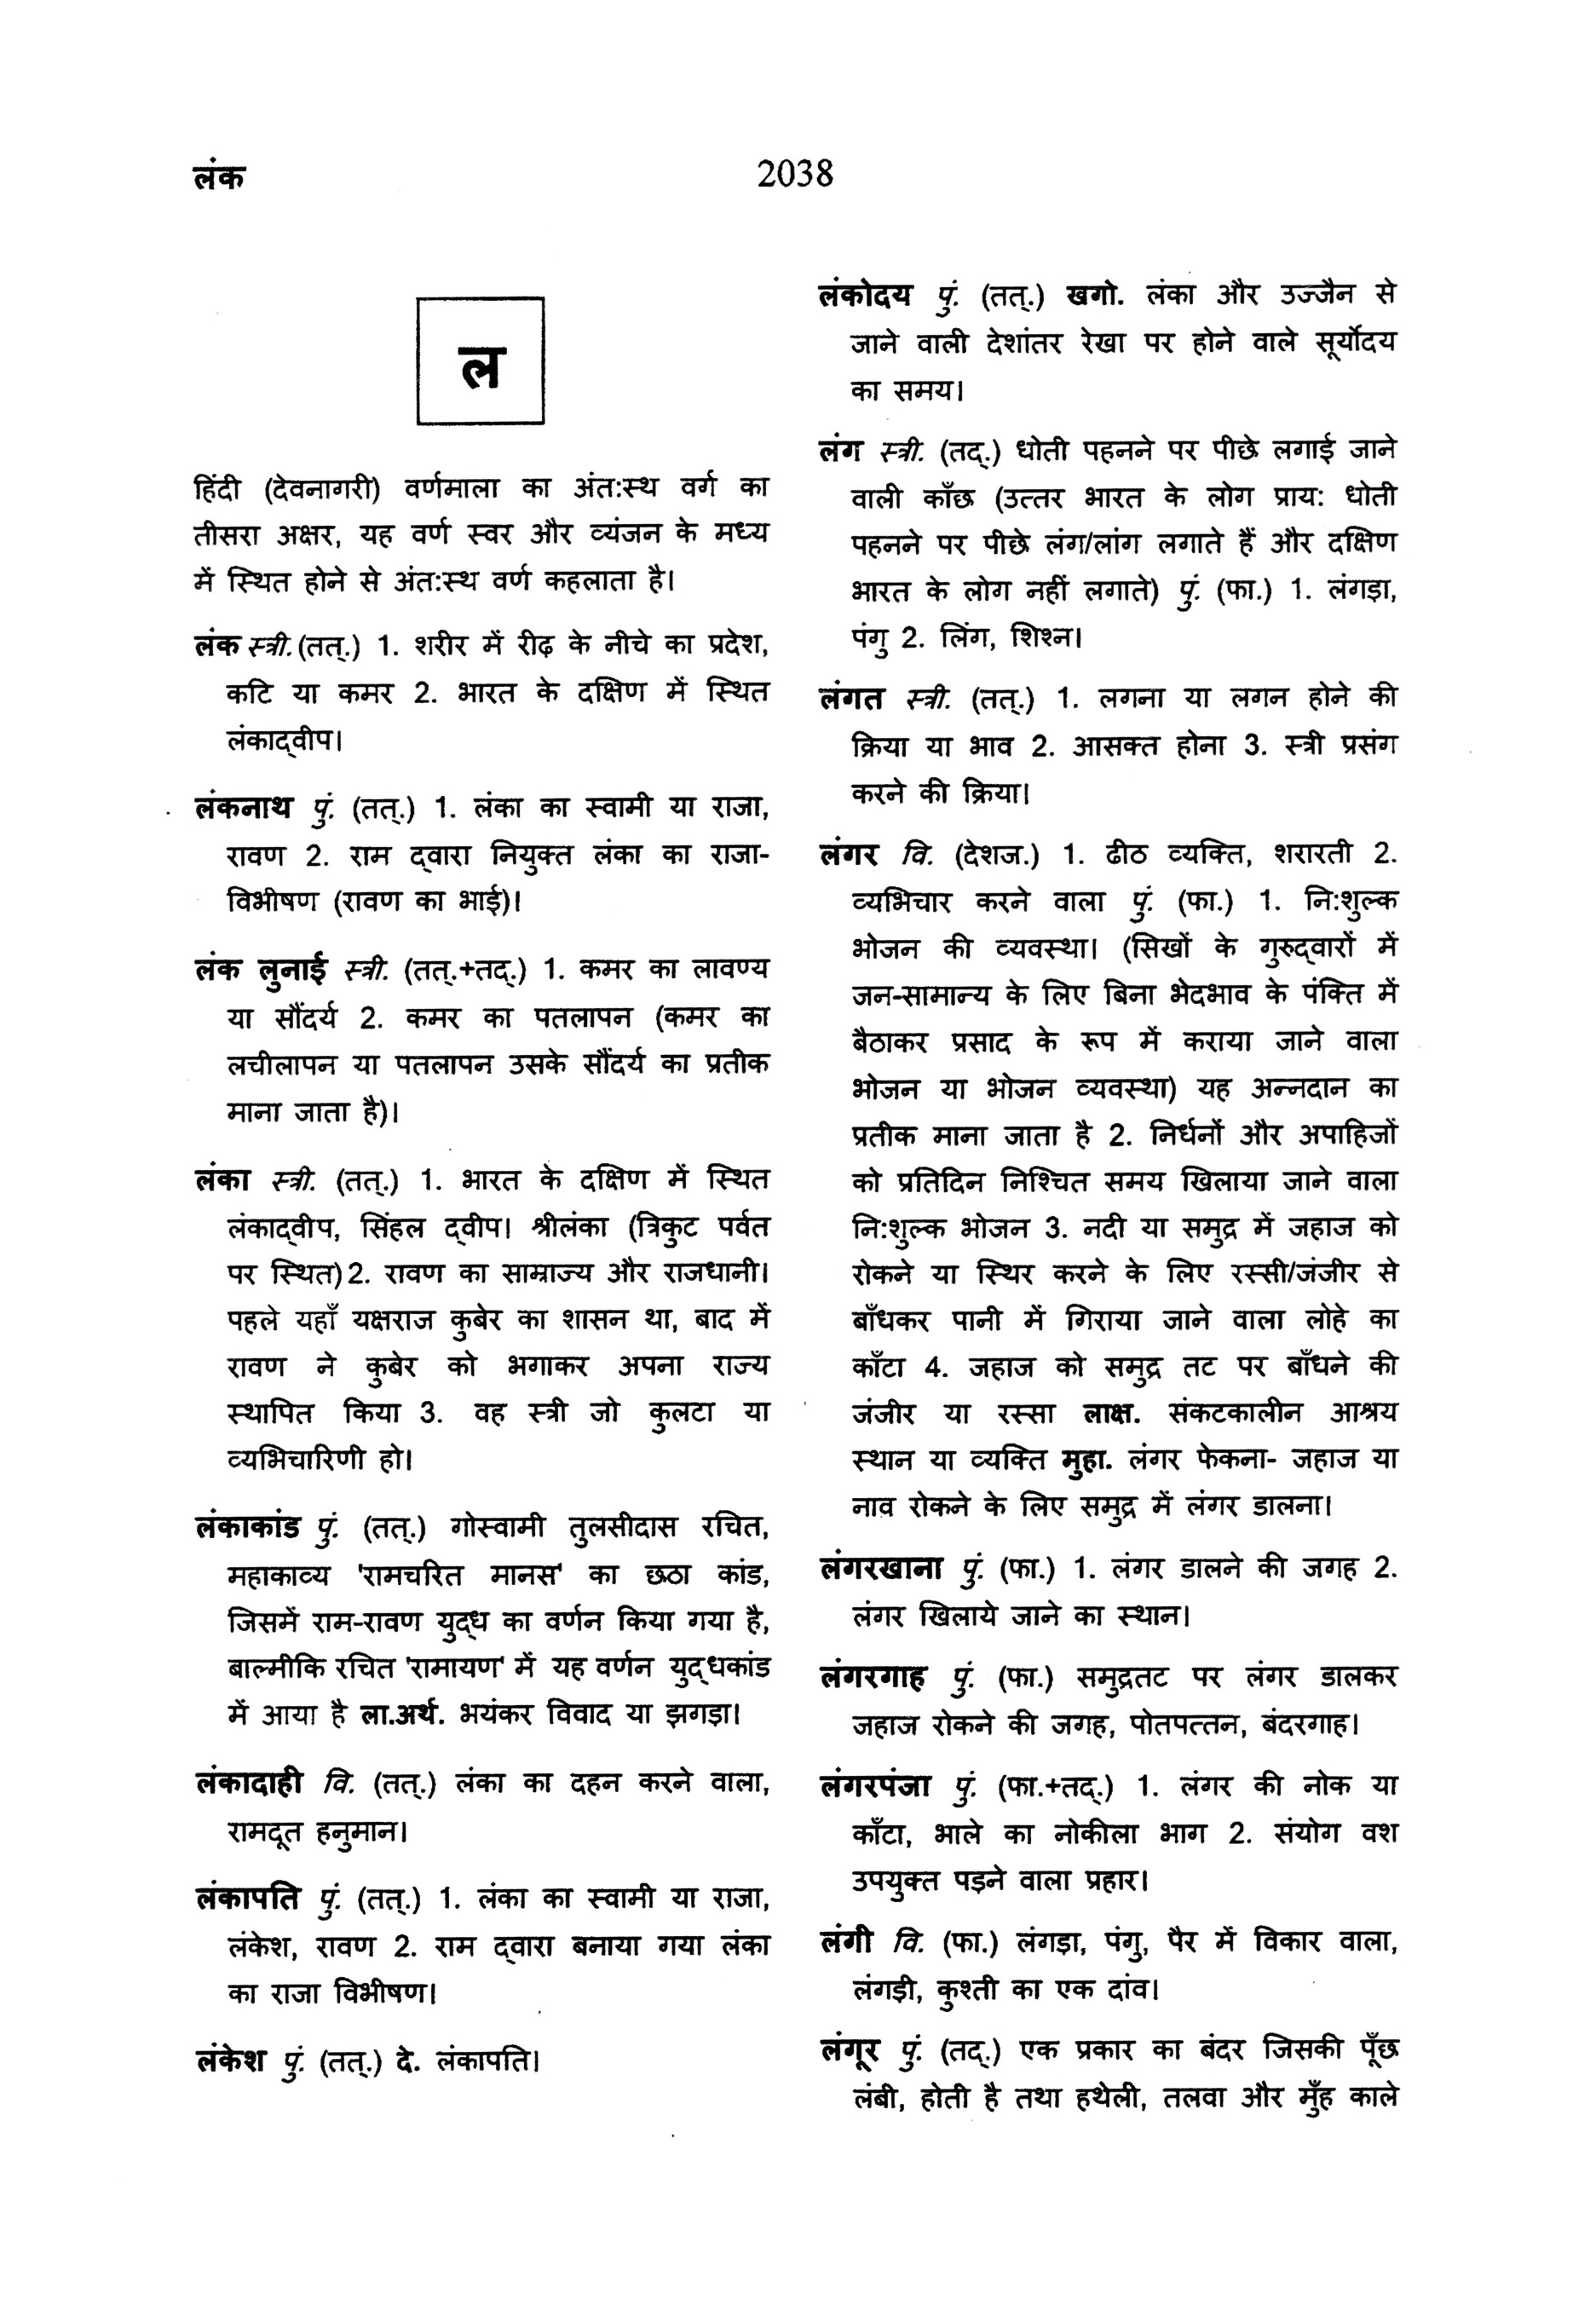 लंक
2038
ल
हिंदी (देवनागरी) वर्णमाला का अंत:स्थ वर्ग का
तीसरा अक्षर, यह वर्ण स्वर और व्यंजन के मध्य
में स्थित होने से अंत:स्थ वर्ण कहलाता है।
लंक स्त्री. (तत्.) 1. शरीर में रीढ़ के नीचे का प्रदेश,
कटि या कमर 2. भारत के दक्षिण में स्थित
लंकाद्‌वीप।
लंकनाथ पुं. (तत्.) 1. लंका का स्वामी या राजा,
रावण 2. राम द्‌वारा नियुक्त लंका का राजा-
विभीषण (रावण का भाई)।
लंक लुनाई स्त्री. (तत्.+तद्.) 1. कमर का लावण्य
या सौंदर्य 2. कमर का पतलापन (कमर का
लचीलापन या पतलापन उसके सौंदर्य का प्रतीक
माना जाता है)।
लंका स्त्री. (तत्.) 1. भारत के दक्षिण में स्थित
लंकाद्‌वीप, सिंहल द्‌वीप। श्रीलंका (त्रिकुट पर्वत
पर स्थित) 2. रावण का साम्राज्य और राजधानी।
पहले यहाँ यक्षराज कुबेर का शासन था, बाद में
रावण ने कुबेर को भगाकर अपना राज्य
स्थापित किया 3. वह स्त्री जो कुलटा या
व्यभिचारिणी हो।
लंकाकांड पुं. (तत्.) गोस्वामी तुलसीदास रचित,
महाकाव्य 'रामचरित मानस' का छठा कांड,
जिसमें राम-रावण युद्‌ध का वर्णन किया गया है,
बाल्मीकि रचित 'रामायण' में यह वर्णन युद्‌धकांड
में आया है ला.अर्थ. भयंकर विवाद या झगड़ा।
लंकादाही वि. (तत्.) लंका का दहन करने वाला,
रामदूत हनुमान।
लंकापति पुं. (तत्.) 1. लंका का स्वामी या राजा,
लंकेश, रावण 2. राम द्‌वारा बनाया गया लंका
का राजा विभीषण।
लंकेश पुं. (तत्.) दे. लंकापति।
लंकोदय पुं. (तत्.) खगो. लंका और उज्जैन से
जाने वाली देशांतर रेखा पर होने वाले सूर्योदय
का समय।
लंग स्त्री. (तद्.) धोती पहनने पर पीछे लगाई जाने
वाली काँछ (उत्तर भारत के लोग प्राय: धोती
पहनने पर पीछे लंग/लांग लगाते हैं और दक्षिण
भारत के लोग नहीं लगाते) पुं. (फा.) 1. लंगड़ा,
पंगु 2. लिंग, शिश्न।
लंगत स्त्री. (तत्.) 1. लगना या लगन होने की
क्रिया या भाव 2. आसक्त होना 3. स्त्री प्रसंग
करने की क्रिया।
लंगर वि. (देशज.) 1. ढीठ व्यक्ति, शरारती 2.
व्यभिचार करने वाला पुं. (फा.) 1. नि:शुल्क
भोजन की व्यवस्था। (सिखों के गुरुद्‌वारों में
जन-सामान्य के लिए बिना भेदभाव के पंक्ति में
बैठाकर प्रसाद के रूप में कराया जाने वाला
भोजन या भोजन व्यवस्था) यह अन्नदान का
प्रतीक माना जाता है 2. निर्धनों और अपाहिजों
को प्रतिदिन निश्चित समय खिलाया जाने वाला
नि:शुल्क भोजन 3. नदी या समुद्र में जहाज को
रोकने या स्थिर करने के लिए रस्सी/जंजीर से
बाँधकर पानी में गिराया जाने वाला लोहे का
काँटा 4. जहाज को समुद्र तट पर बाँधने की
जंजीर या रस्सा लाक्ष. संकटकालीन आश्रय
स्थान या व्यक्ति मुहा. लंगर फेकना- जहाज या
नाव रोकने के लिए समुद्र में लंगर डालना।
लंगरखाना पुं. (फा.) 1. लंगर डालने की जगह 2.
लंगर खिलाये जाने का स्थान।
लंगरगाह पुं. (फा.) समुद्रतट पर लंगर डालकर
जहाज रोकने की जगह, पोतपत्तन, बंदरगाह।
लंगरपंजा पुं. (फा.+तद्.) 1. लंगर की नोक या
काँटा, भाले का नोकीला भाग 2. संयोग वश
उपयुक्त पड़ने वाला प्रहार।
लंगी वि. (फा.) लंगड़ा, पंगु, पैर में विकार वाला,
लंगड़ी, कुश्ती का एक दांव।
लंगूर पुं. (तद्.) एक प्रकार का बंदर जिसकी पूँछ
लंबी, होती है तथा हथेली, तलवा और मुँह काले